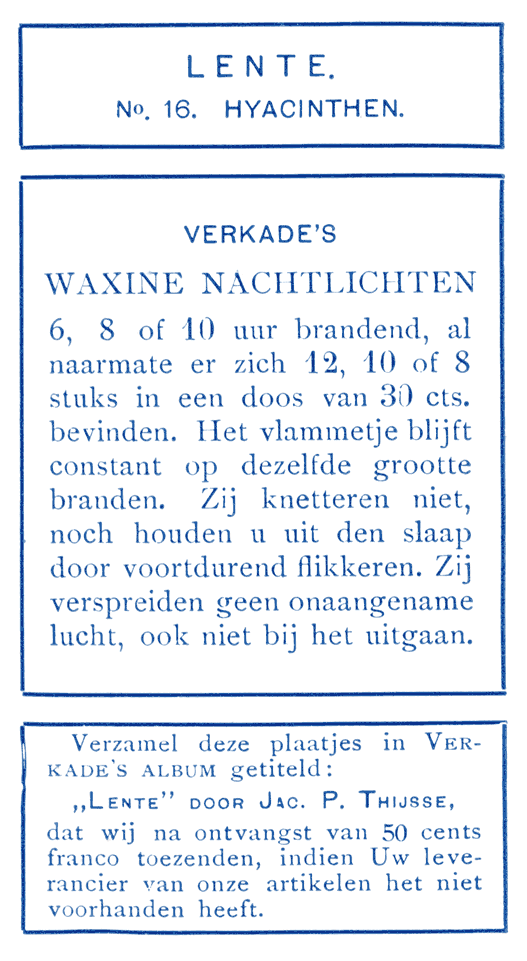 LENTE.
No. 16. HYACINTHEN.
VERKADE'S
WAXINE NACHTLICHTEN
6, 8 of 10 uur brandend, al
naarmate er zich 12, 10 of 8
stuks in een doos van 30 cts.
bevinden. Het vlammetje blijft
constant op dezelfde grootte
branden. Zij knetteren niet,
noch houden u uit den slaap
door voortdurend flikkeren. Zij
verspreiden geen onaangename
lucht, ook niet bij het uitgaan.
Verzamel deze plaatjes in VER-
KADE'S ALBUM getiteld:
„LENTE" DOOR JAC. P. THIJSSE,
dat wij na ontvangst van 50 cents
franco toezenden, indien Uw leve-
rancier van onze artikelen het niet
voorhanden heeft.